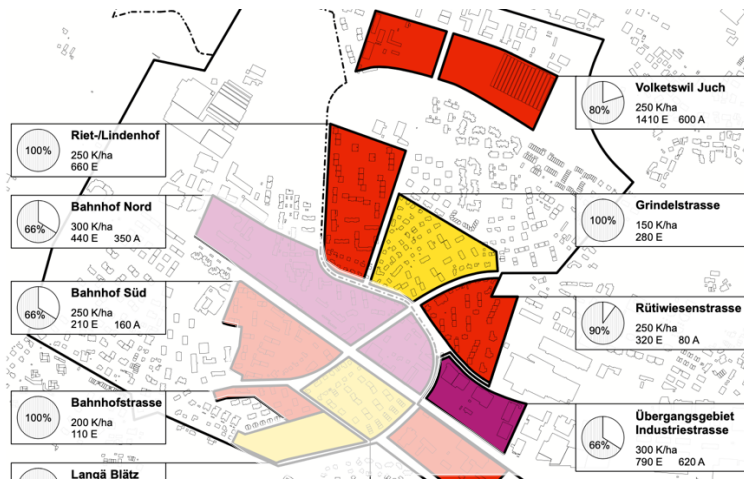 100%
Riet-/Lindenhof
250 K/ha
660 E
66%
Bahnhof Nord
300 K/ha
440 E 350 A
66%
Bahnhof Süd
250 K/ha
210 E 160 A
100%
Bahnhofstrasse
200 K/ha
110 E
Langä Blätz
80%
Volketswil Juch
250 K/ha
1410 E 600 A
100%
Grindelstrasse
150 K/ha
280 E
90%
Rütiwiesenstrasse
250 K/ha
320 E 80 A
66%
Übergangsgebiet
Industriestrasse
300 K/ha
790 E 620 A